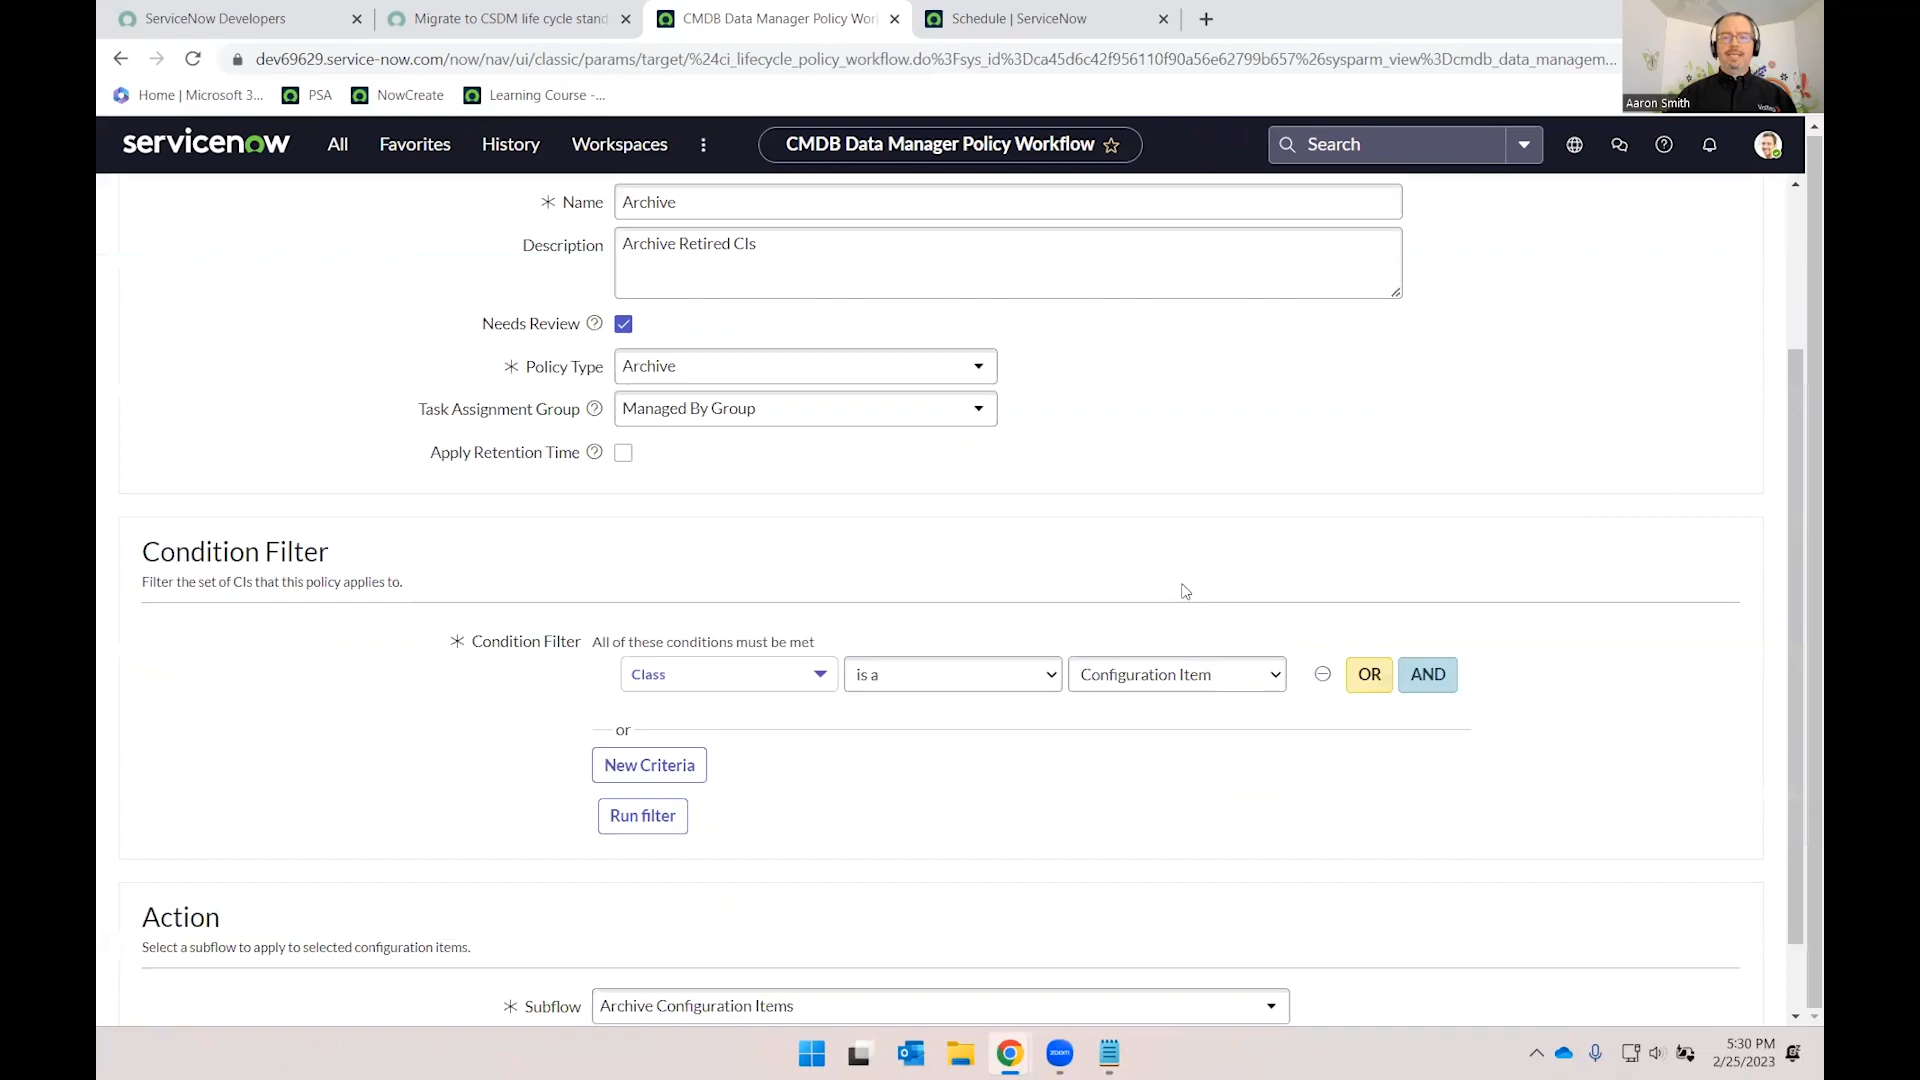 ServiceNow Developers
Migrate to CSDM life cycle stand
CMDB Data Manager Policy Wor
Schedule | ServiceNow
dev69629.service-now.com/now/nav/ui/classic/params/target/%24ci_lifecycle_policy_workflow.do%3Fsys_id%3Dca45d6c42f956110f90a56e62799b657%26sysparm_view%3Dcmdb_data_managem...
Home | Microsoft 3...
PSA
NowCreate
Learning Course -...
Aaron Smith
servicenow
All
Favorites
History
Workspaces
CMDB Data Manager Policy Workflow
Search
Name
Archive
Description
Archive Retired CIs
Needs Review
Policy Type
Archive
Task Assignment Group
Managed By Group
Apply Retention Time
Condition Filter
Filter the set of CIs that this policy applies to.
Condition Filter
All of these conditions must be met
Class
is a
Configuration Item
OR
AND
or
New Criteria
Run filter
Action
Select a subflow to apply to selected configuration items.
Subflow
Archive Configuration Items
zoom
5:30 PM
2/25/2023